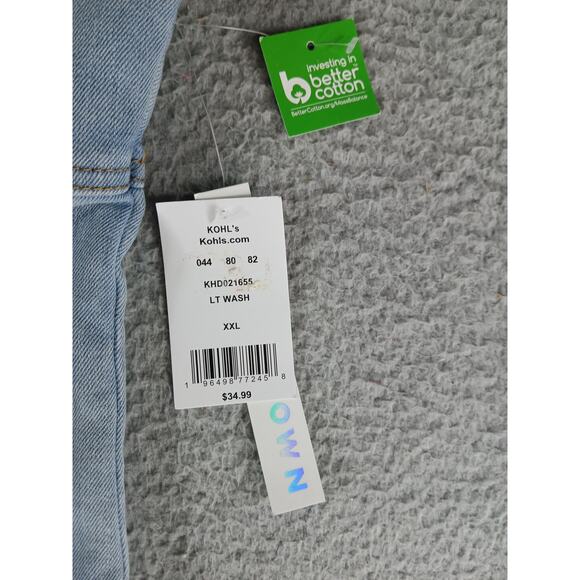 investing in
better
cotton
BetterCotton.org/MassBalance
KOHL's
Kohls.com
044 80 82
KHD021655
LT WASH
XXL
1 96498 77245 8
$34.99
OWN